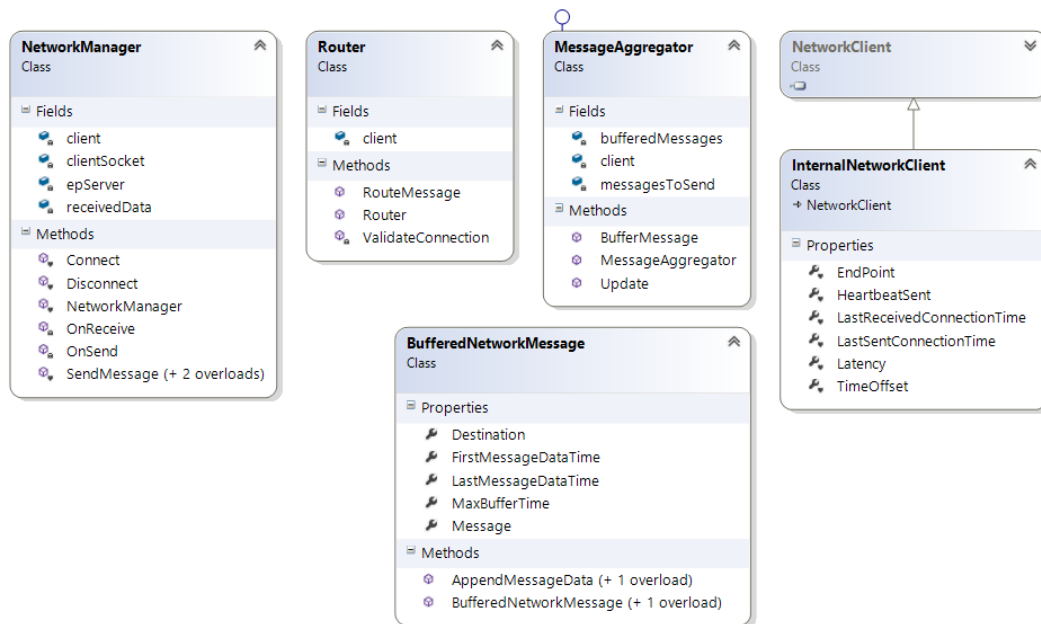 NetworkManager
Class
Fields
client
clientSocket
epServer
receivedData
Methods
Connect
Disconnect
NetworkManager
OnReceive
OnSend
SendMessage (+ 2 overloads)
Router
Class
Fields
client
Methods
RouteMessage
Router
ValidateConnection
MessageAggregator
Class
Fields
bufferedMessages
client
messagesToSend
Methods
BufferMessage
MessageAggregator
Update
NetworkClient
Class
InternalNetworkClient
Class
NetworkClient
Properties
EndPoint
HeartbeatSent
LastReceivedConnectionTime
LastSentConnectionTime
Latency
TimeOffset
BufferedNetworkMessage
Class
Properties
Destination
FirstMessageDataTime
LastMessageDataTime
MaxBufferTime
Message
Methods
AppendMessageData (+ 1 overload)
BufferedNetworkMessage (+ 1 overload)